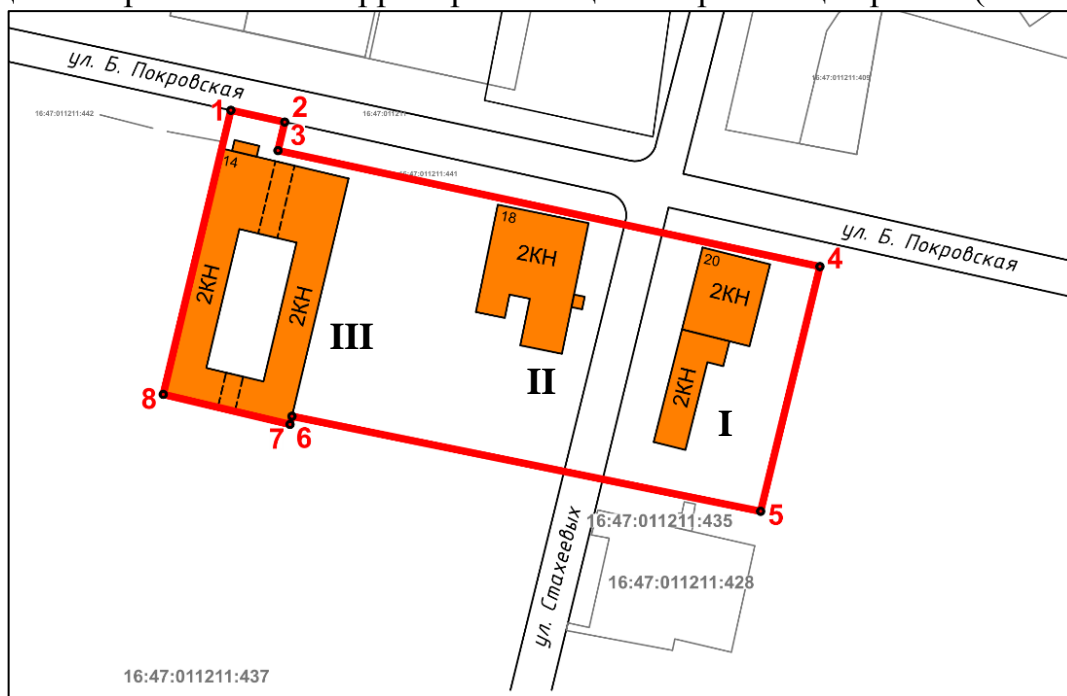 ул. Б. Покровская
16:47:011211:409
16:47:011211:442
1
2
3
16:47:011211:441
14
18
2КН
ул. Б. Покровская
4
20
2КН
2КН
2КН
III
II
2КН
I
8
7
6
5
16:47:011211:435
ул. Стахеевых
16:47:011211:428
16:47:011211:437